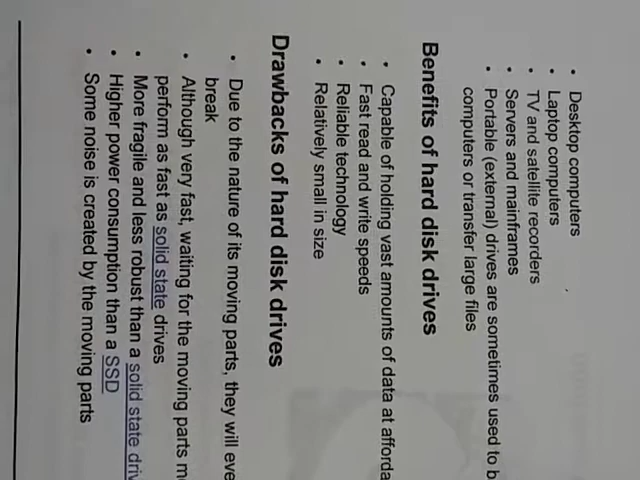 • Desktop computers
• Laptop computers
• TV and satellite recorders
• Servers and mainframes
• Portable (external) drives are sometimes used to
computers or transfer large files
Benefits of hard disk drives
• Capable of holding vast amounts of data at
• Fast read and write speeds
• Reliable technology
• Relatively small in size
Drawbacks of hard disk drives
• Due to the nature of its moving parts, they will
break
• Although very fast, waiting for the moving parts
perform as fast as solid state drives
• More fragile and less robust than a solid state
• Higher power consumption than a SSD
• Some noise is created by the moving parts